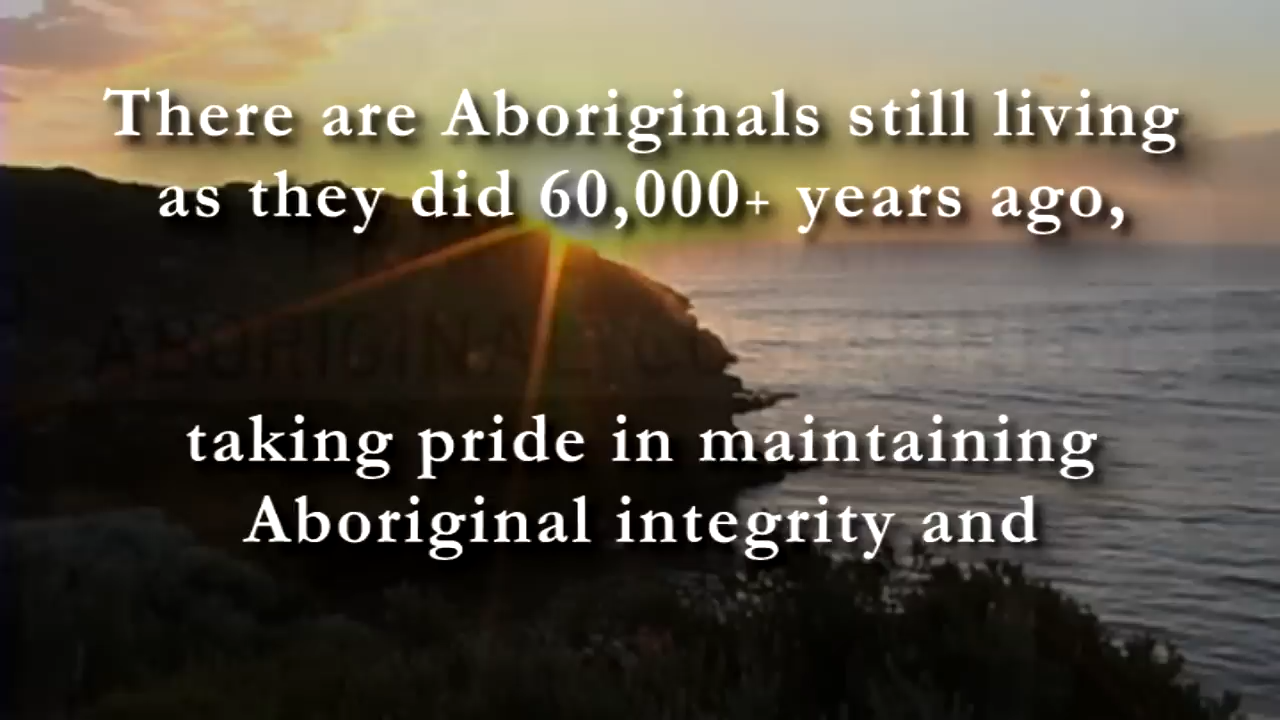 There are Aboriginals still living
as they did 60,000+ years ago,
ABORIGINAL
taking pride in maintaining
Aboriginal integrity and